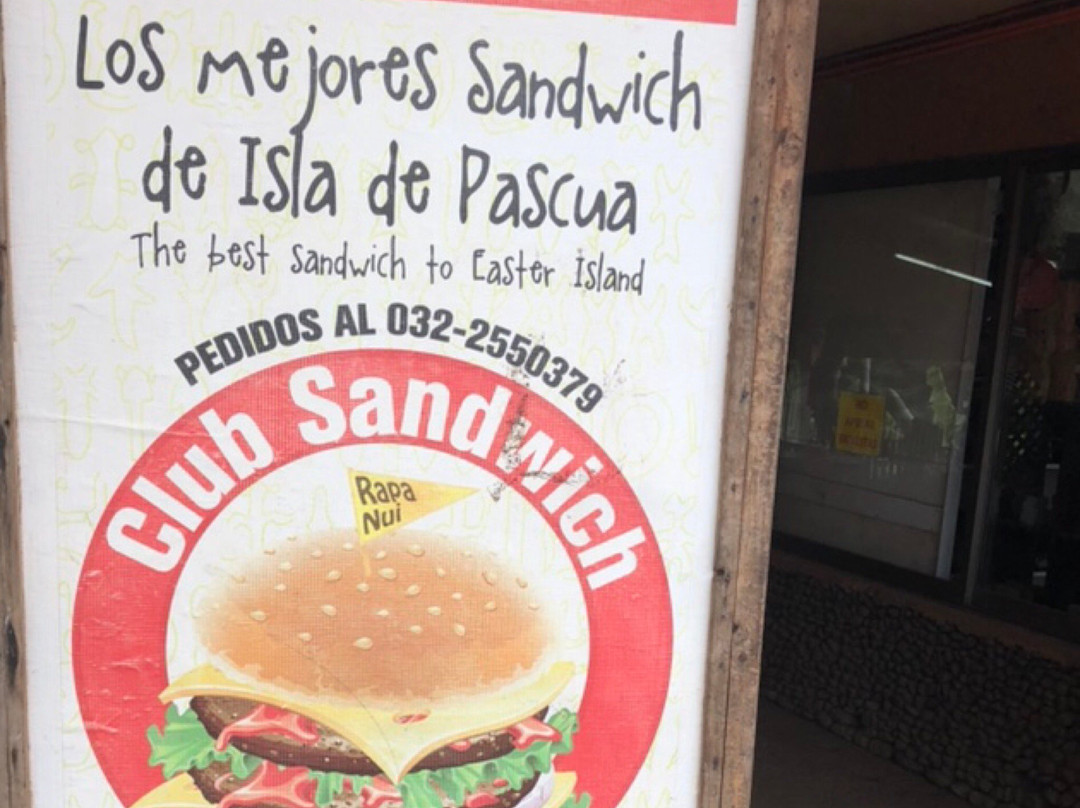 Los mejores Sandwich
de Isla de Pascua
The best sandwich to Easter Island
PEDIDOS AL 032-2550379
Club Sandwich
Rapa
Nui